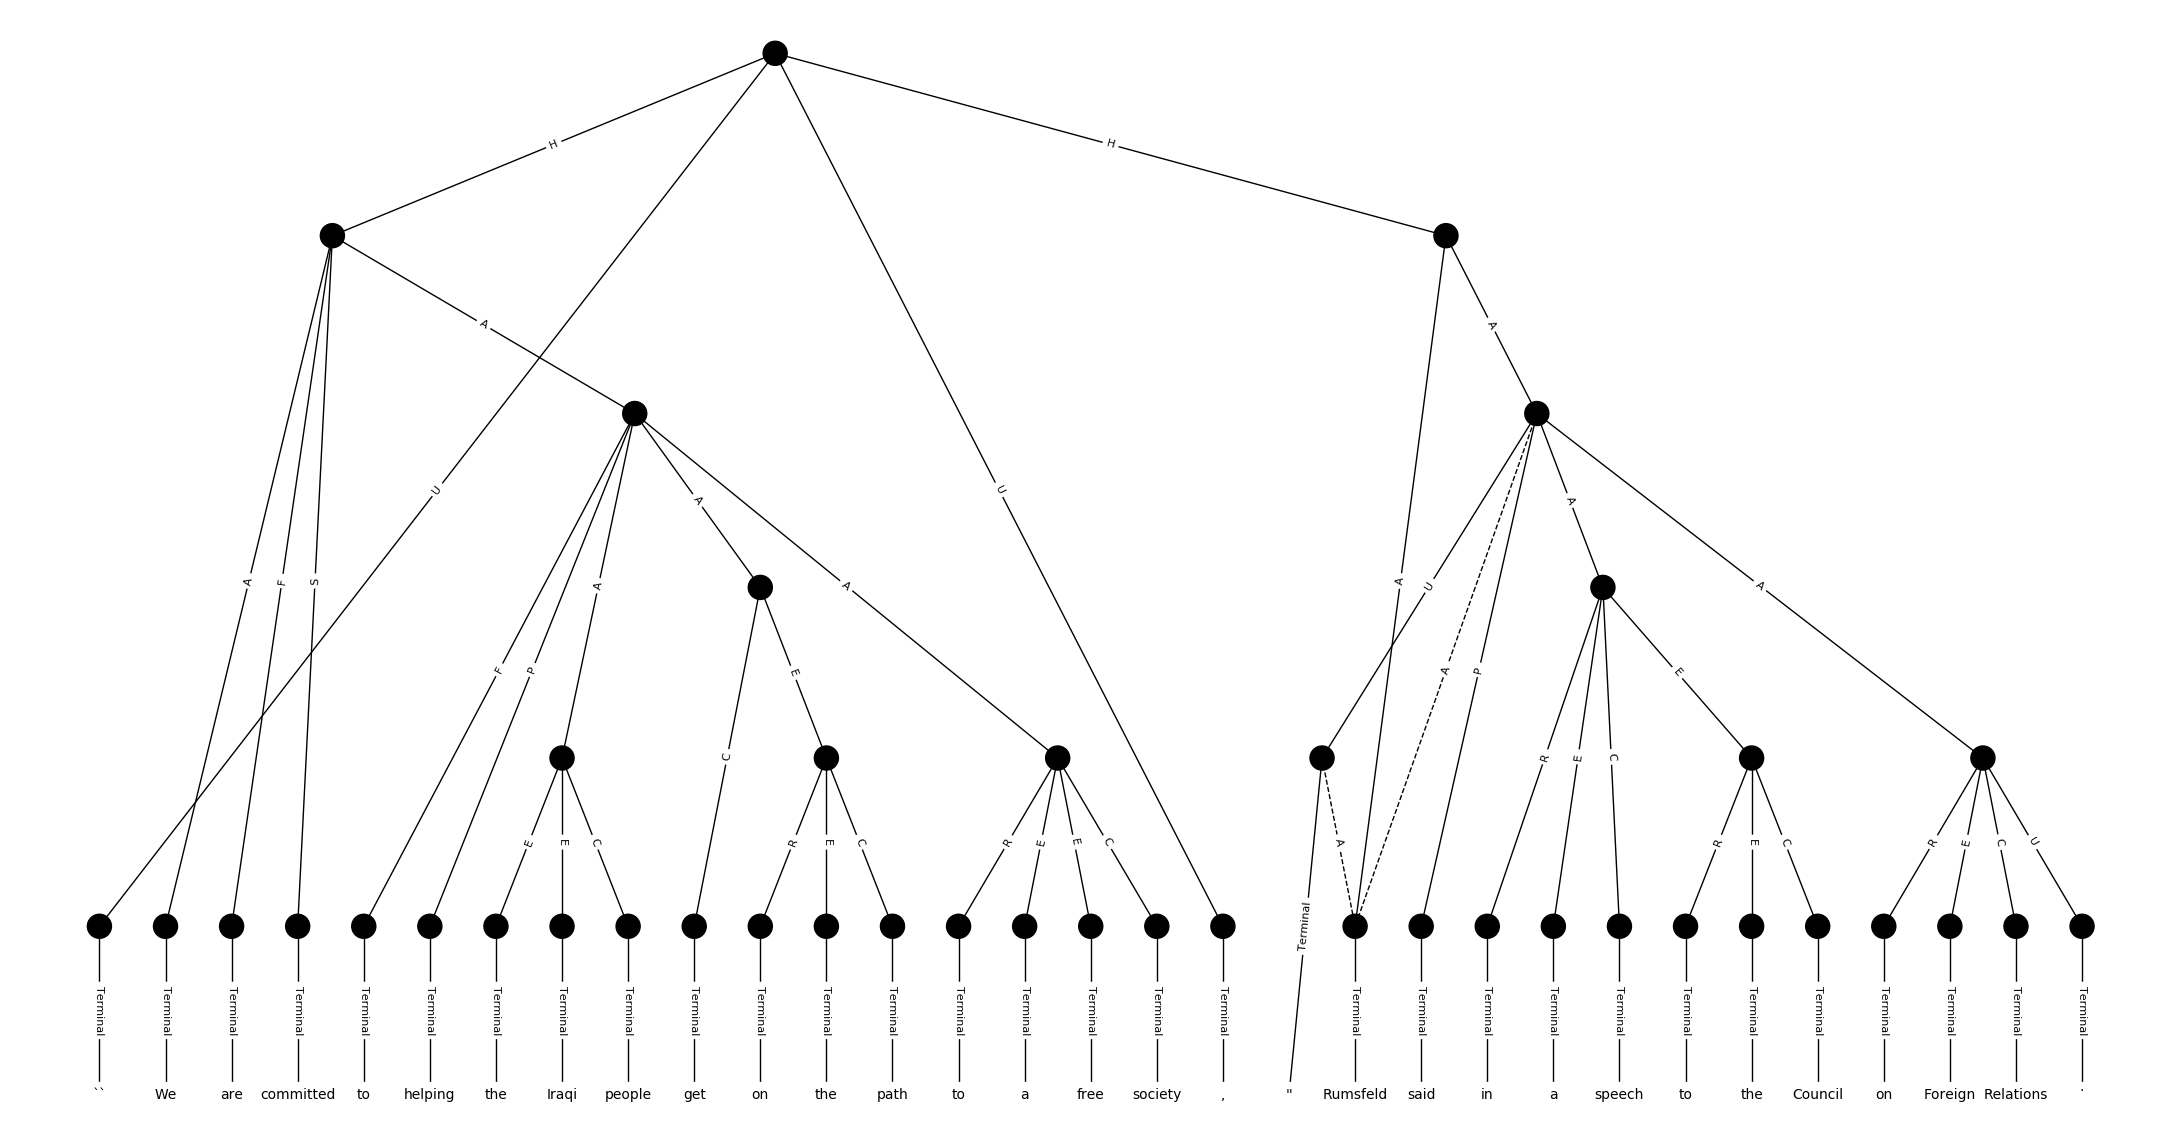 H
H
A
A
U
U
A
A
F
S
A
A
A
U
A
A
F
P
E
A
P
E
C
R
E
C
E
E
C
R
E
C
R
E
E
C
A
R
E
C
R
E
C
U
Terminal
Terminal Terminal Terminal Terminal Terminal Terminal Terminal Terminal Terminal Terminal Terminal Terminal Terminal Terminal Terminal Terminal Terminal Terminal Terminal Terminal Terminal Terminal Terminal Terminal Terminal Terminal Terminal Terminal Terminal Terminal
`` We are committed to helping the Iraqi people get on the path to a free society , " Rumsfeld said in a speech to the Council on Foreign Relations .